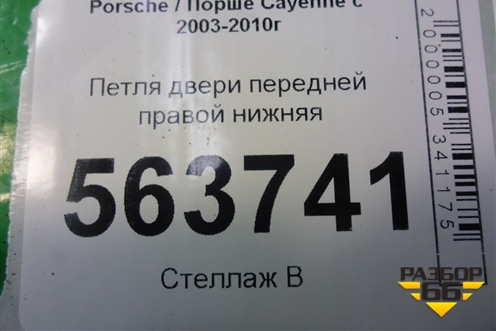 Porsche / Порше Cayenne с
2003-2010г
Петля двери передней
правой нижняя
563741
Стеллаж В
2000005341175
РАЗБОР
66